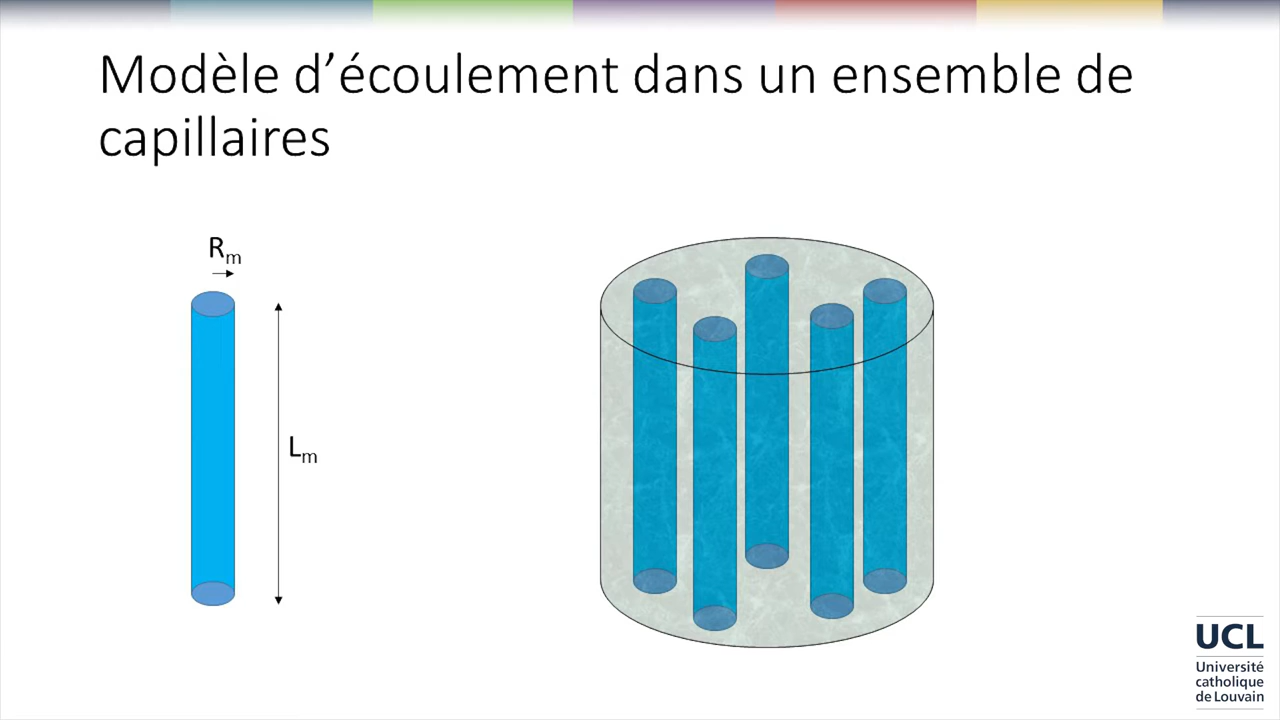 Modèle d’écoulement dans un ensemble de
capillaires
Rm
Lm
UCL
Université
catholique
de Louvain